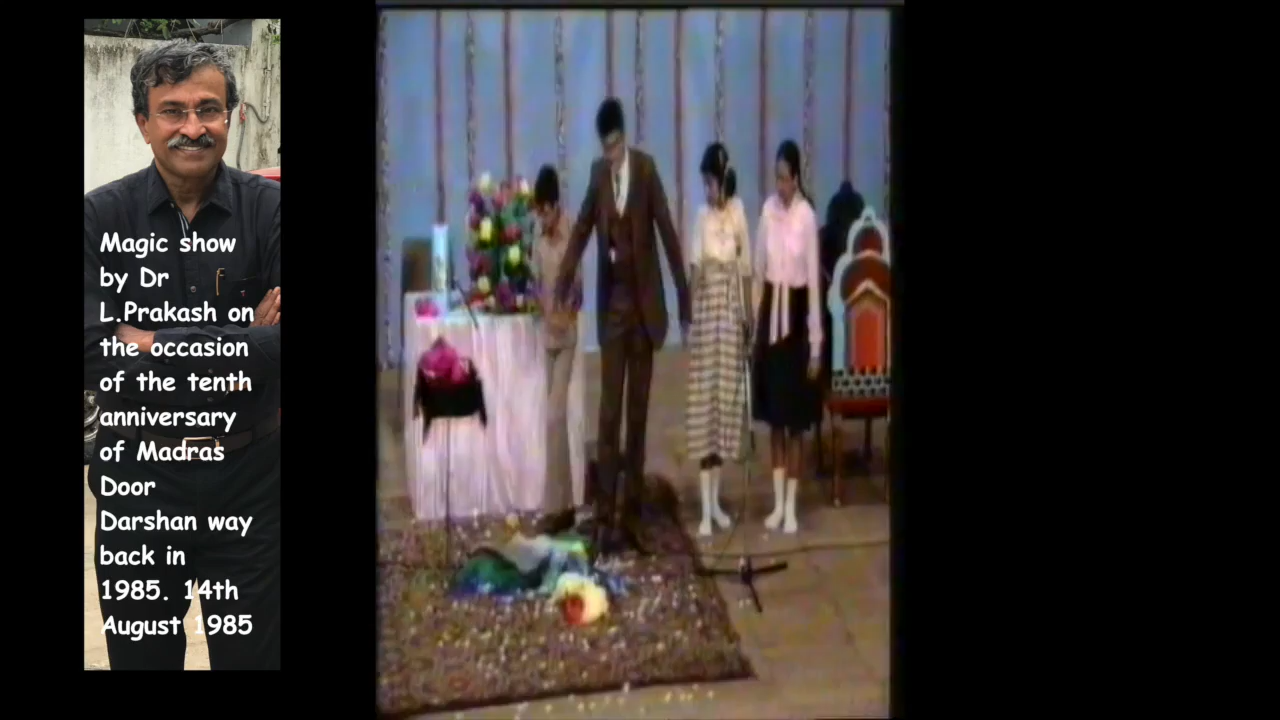 Magic show
by Dr
L.Prakash on
the occasion
of the tenth
anniversary
of Madras
Door
Darshan way
back in
1985. 14th
August 1985